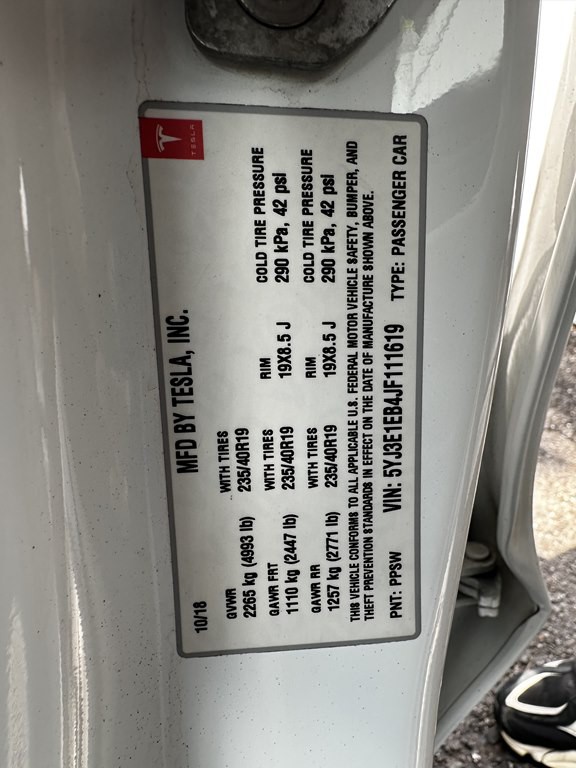 TESLA
MFD BY TESLA, INC.
10/18
GVWR WITH TIRES COLD TIRE PRESSURE
2265 kg (4993 lb) 235/40R19 RIM 290 kPa, 42 psi
GAWR FRT WITH TIRES
1110 kg (2447 lb) 235/40R19 19X8.5 J
GAWR RR WITH TIRES RIM COLD TIRE PRESSURE
1257 kg (2771 lb) 235/40R19 19X8.5 J 290 kPa, 42 psi
THIS VEHICLE CONFORMS TO ALL APPLICABLE U.S. FEDERAL MOTOR VEHICLE SAFETY, BUMPER, AND
THEFT PREVENTION STANDARDS IN EFFECT ON THE DATE OF MANUFACTURE SHOWN ABOVE.
PNT: PPSW VIN: 5YJ3E1EB4JF111619 TYPE: PASSENGER CAR